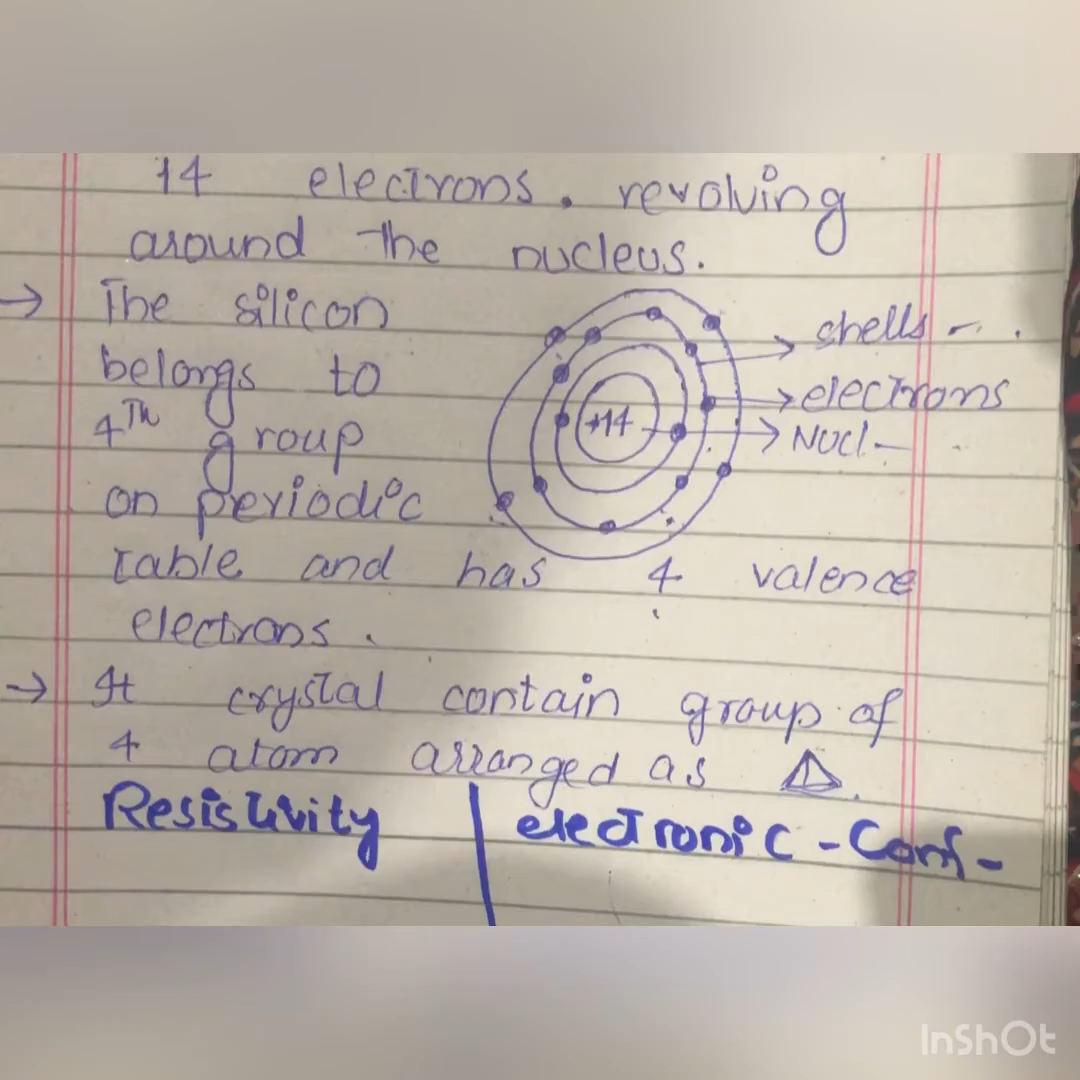 14 electrons. revolving
around the nucleus.
→ The silicon
belongs to
4Th group
on periodic
table and has 4 valence
electrons.
+14
shells
electrons
Nucl-
→ It crystal contain group of
4 atom arranged as
Resistivity | electronic - Conf-
InShOt